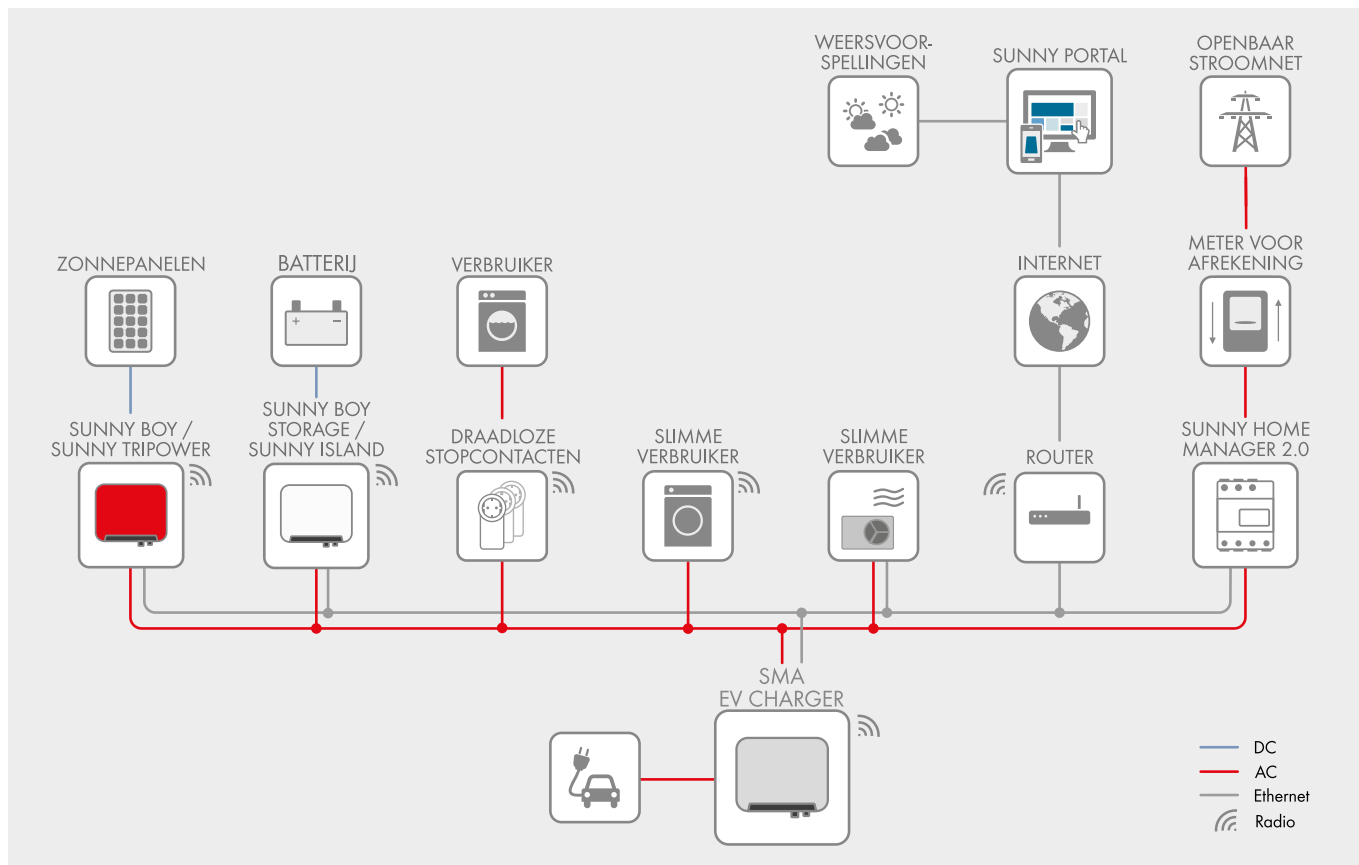 WEERSVOOR-
SPELLINGEN
SUNNY PORTAL
OPENBAAR
STROOMNET
ZONNEPANELEN
BATTERIJ
VERBRUIKER
INTERNET
METER VOOR
AFREKENING
SUNNY BOY /
SUNNY TRIPOWER
SUNNY BOY
STORAGE /
SUNNY ISLAND
DRAADLOZE
STOPCONTACTEN
SLIMME
VERBRUIKER
SLIMME
VERBRUIKER
ROUTER
SUNNY HOME
MANAGER 2.0
SMA
EV CHARGER
DC
AC
Ethernet
Radio